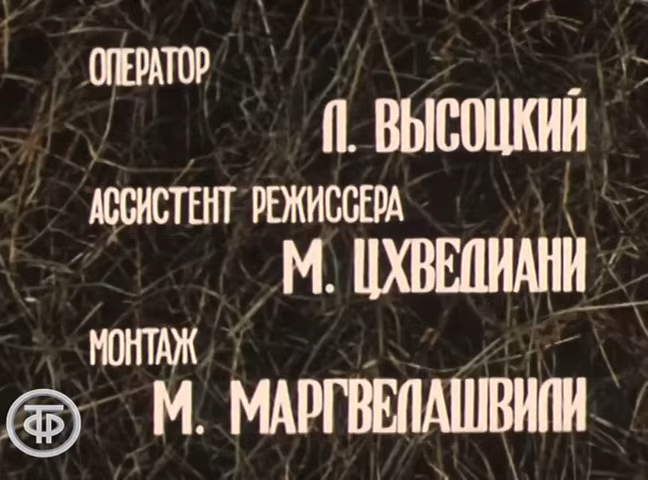 ОПЕРАТОР
Л. ВЫСОЦКИЙ
АССИСТЕНТ РЕЖИССЕРА
М. ЦХВЕДИАНИ
МОНТАЖ
М. МАРГВЕЛАШВИЛИ